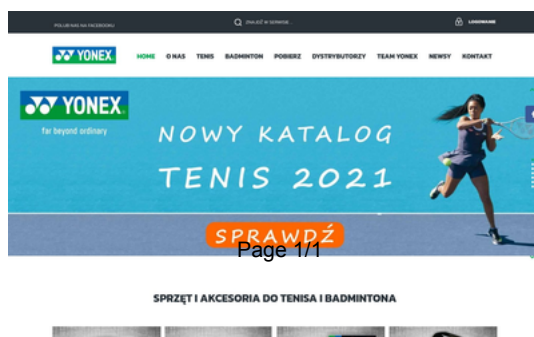 POLUB NAS NA FACEBOOKU
ZNAJDŹ W SERWISIE...
LOGOWANIE
YONEX
HOME O NAS TENIS BADMINTON POBIERZ DYSTRYBUTORZY TEAM YONEX NEWSY KONTAKT
YONEX
far beyond ordinary
NOWY KATALOG
TENIS 2021
SPRAWDŹ
Page 1/1
SPRZĘT I AKCESORIA DO TENISA I BADMINTONA